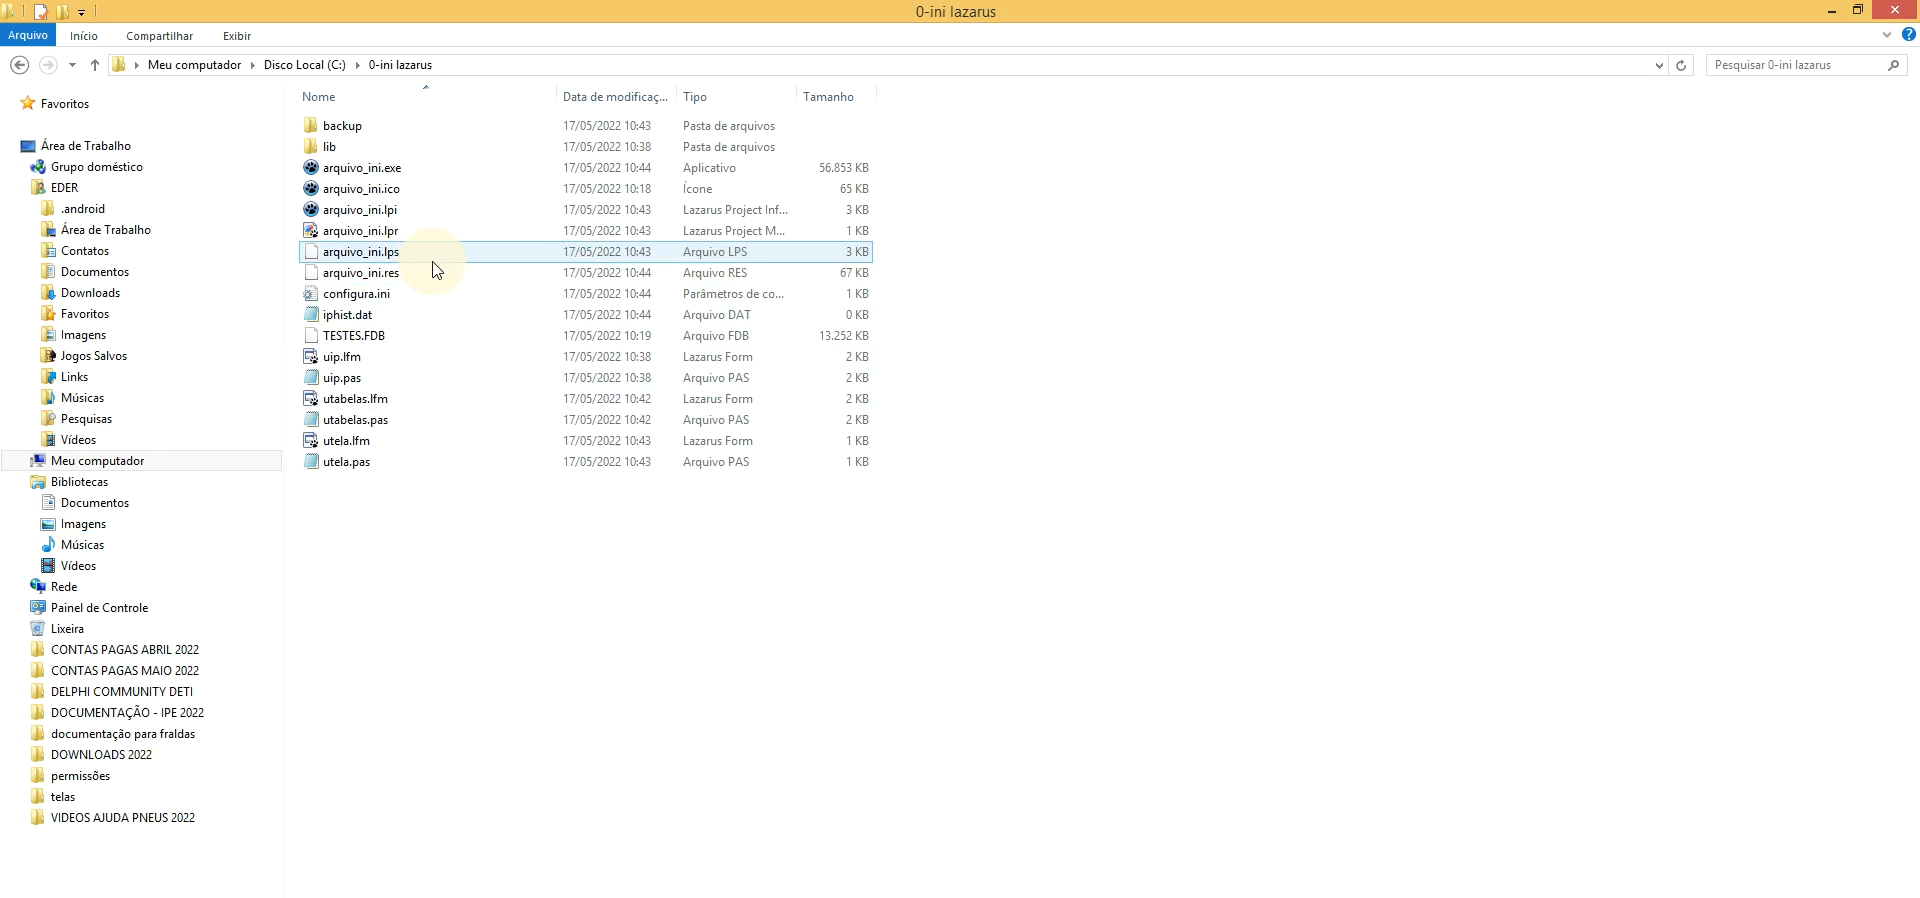 0-ini lazarus
Arquivo Início Compartilhar Exibir
Meu computador Disco Local (C:) 0-ini lazarus Pesquisar 0-ini lazarus
Favoritos
Área de Trabalho
Grupo doméstico
EDER
.android
Área de Trabalho
Contatos
Documentos
Downloads
Favoritos
Imagens
Jogos Salvos
Links
Músicas
Pesquisas
Vídeos
Meu computador
Bibliotecas
Documentos
Imagens
Músicas
Vídeos
Rede
Painel de Controle
Lixeira
CONTAS PAGAS ABRIL 2022
CONTAS PAGAS MAIO 2022
DELPHI COMMUNITY DETI
DOCUMENTAÇÃO - IPE 2022
documentação para fraldas
DOWNLOADS 2022
permissões
telas
VIDEOS AJUDA PNEUS 2022
Nome Data de modificaç... Tipo Tamanho
backup 17/05/2022 10:43 Pasta de arquivos
lib 17/05/2022 10:38 Pasta de arquivos
arquivo_ini.exe 17/05/2022 10:44 Aplicativo 56.853 KB
arquivo_ini.ico 17/05/2022 10:18 Ícone 65 KB
arquivo_ini.lpi 17/05/2022 10:43 Lazarus Project Inf... 3 KB
arquivo_ini.lpr 17/05/2022 10:43 Lazarus Project M... 1 KB
arquivo_ini.lps 17/05/2022 10:43 Arquivo LPS 3 KB
arquivo_ini.res 17/05/2022 10:44 Arquivo RES 67 KB
configura.ini 17/05/2022 10:44 Parâmetros de co... 1 KB
iphist.dat 17/05/2022 10:44 Arquivo DAT 0 KB
TESTES.FDB 17/05/2022 10:19 Arquivo FDB 13.252 KB
uip.lfm 17/05/2022 10:38 Lazarus Form 2 KB
uip.pas 17/05/2022 10:38 Arquivo PAS 2 KB
utabelas.lfm 17/05/2022 10:42 Lazarus Form 2 KB
utabelas.pas 17/05/2022 10:42 Arquivo PAS 2 KB
utela.lfm 17/05/2022 10:43 Lazarus Form 1 KB
utela.pas 17/05/2022 10:43 Arquivo PAS 1 KB